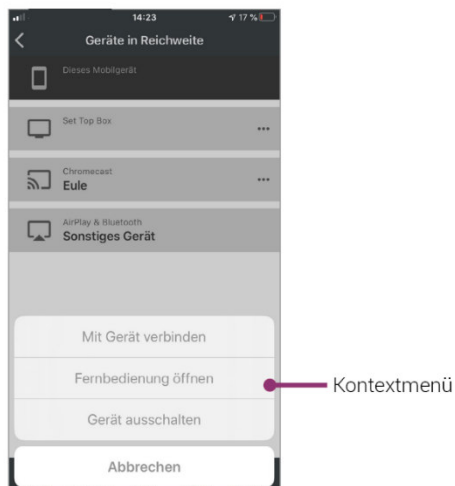 14:23
17 %
Geräte in Reichweite
Dieses Mobilgerät
Set Top Box
Chromecast
Eule
AirPlay & Bluetooth
Sonstiges Gerät
Mit Gerät verbinden
Fernbedienung öffnen
Kontextmenü
Gerät ausschalten
Abbrechen